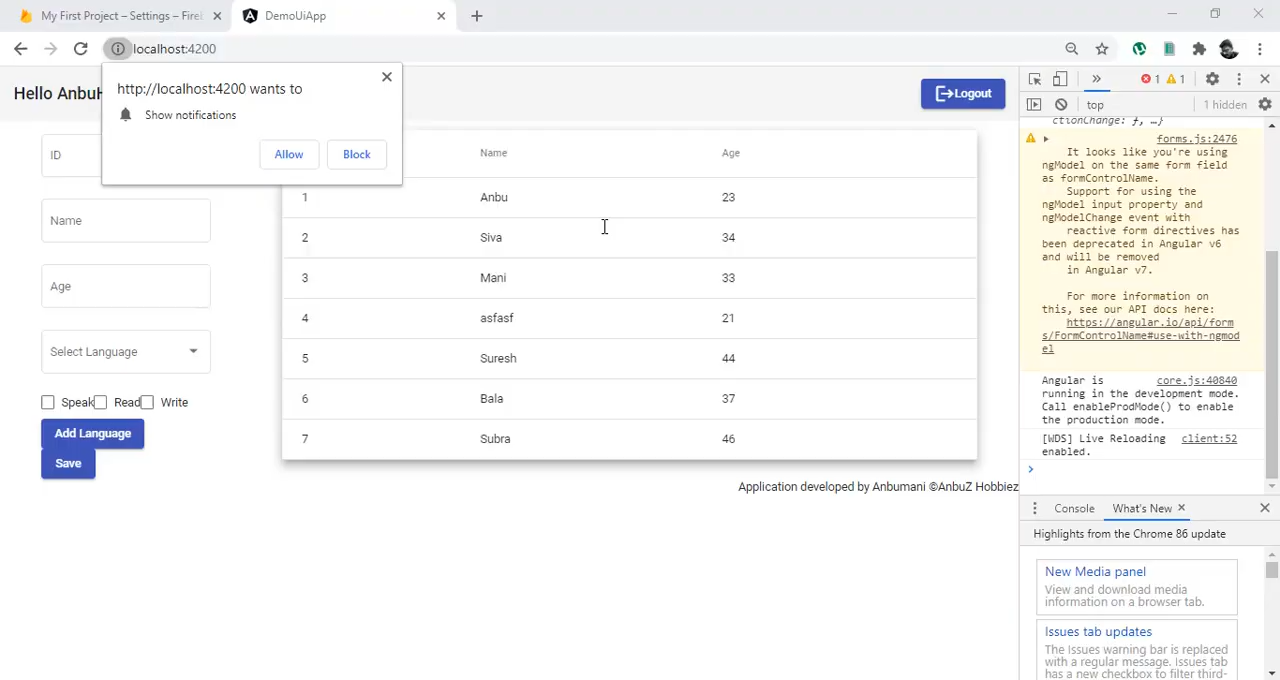 My First Project – Settings – Fire
DemoUiApp
localhost:4200
http://localhost:4200 wants to
Show notifications
Allow
Block
Hello Anbu
Logout
ID
Name
Age
Select Language
Speak Read Write
Add Language
Save
Name Age
1 Anbu 23
2 Siva 34
3 Mani 33
4 asfasf 21
5 Suresh 44
6 Bala 37
7 Subra 46
Application developed by Anbumani ©AnbuZ Hobbiez
1 1
top 1 hidden
ctionChange: ƒ, …}
forms.js:2476
It looks like you're using
ngModel on the same form field
as formControlName.
Support for using the
ngModel input property and
ngModelChange event with
reactive form directives has
been deprecated in Angular v6
and will be removed
in Angular v7.
For more information on
this, see our API docs here:
https://angular.io/api/form
s/FormControlName#use-with-ngmod
el
Angular is core.js:40840
running in the development mode.
Call enableProdMode() to enable
the production mode.
[WDS] Live Reloading client:52
enabled.
Console What's New
Highlights from the Chrome 86 update
New Media panel
View and download media
information on a browser tab.
Issues tab updates
The Issues warning bar is replaced
with a regular message. Issues tab
has a new checkbox to filter third-